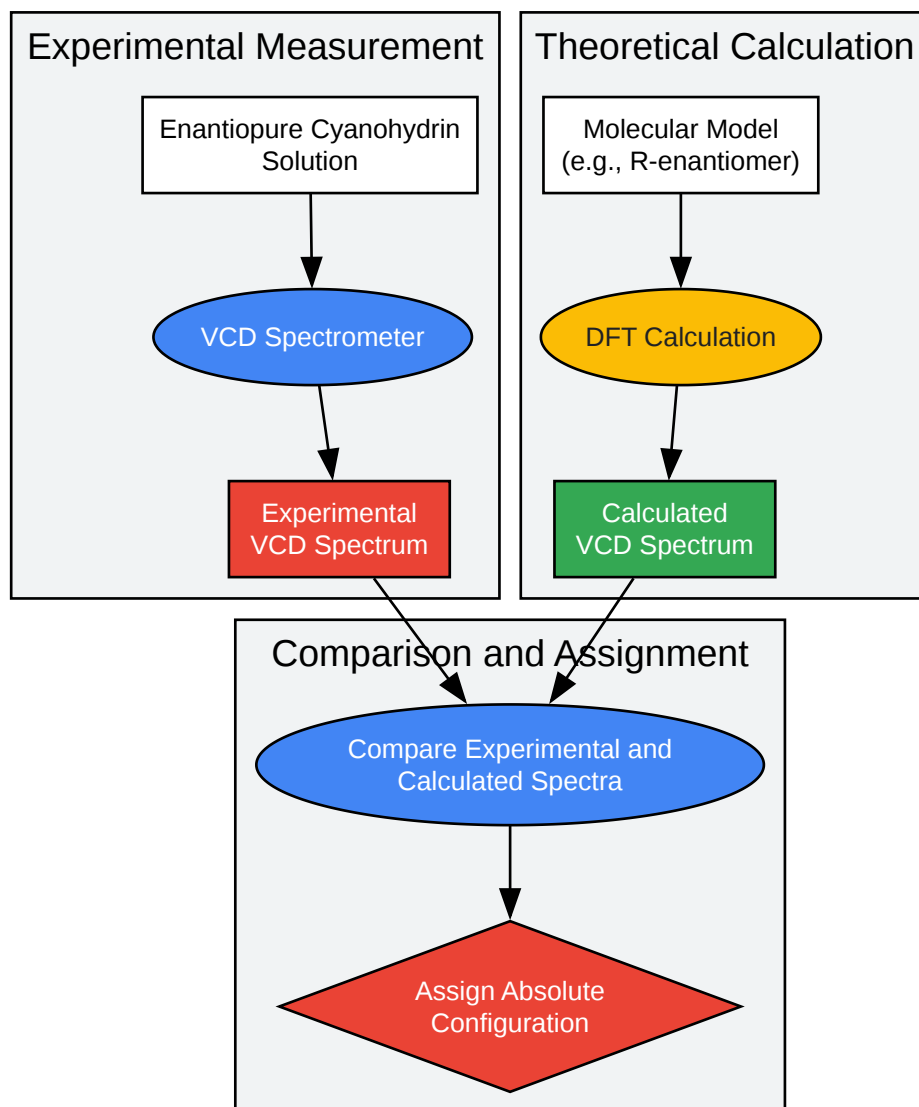 Experimental Measurement
Enantiopure Cyanohydrin
Solution
VCD Spectrometer
Experimental
VCD Spectrum
Theoretical Calculation
Molecular Model
(e.g., R-enantiomer)
DFT Calculation
Calculated
VCD Spectrum
Comparison and Assignment
Compare Experimental and
Calculated Spectra
Assign Absolute
Configuration